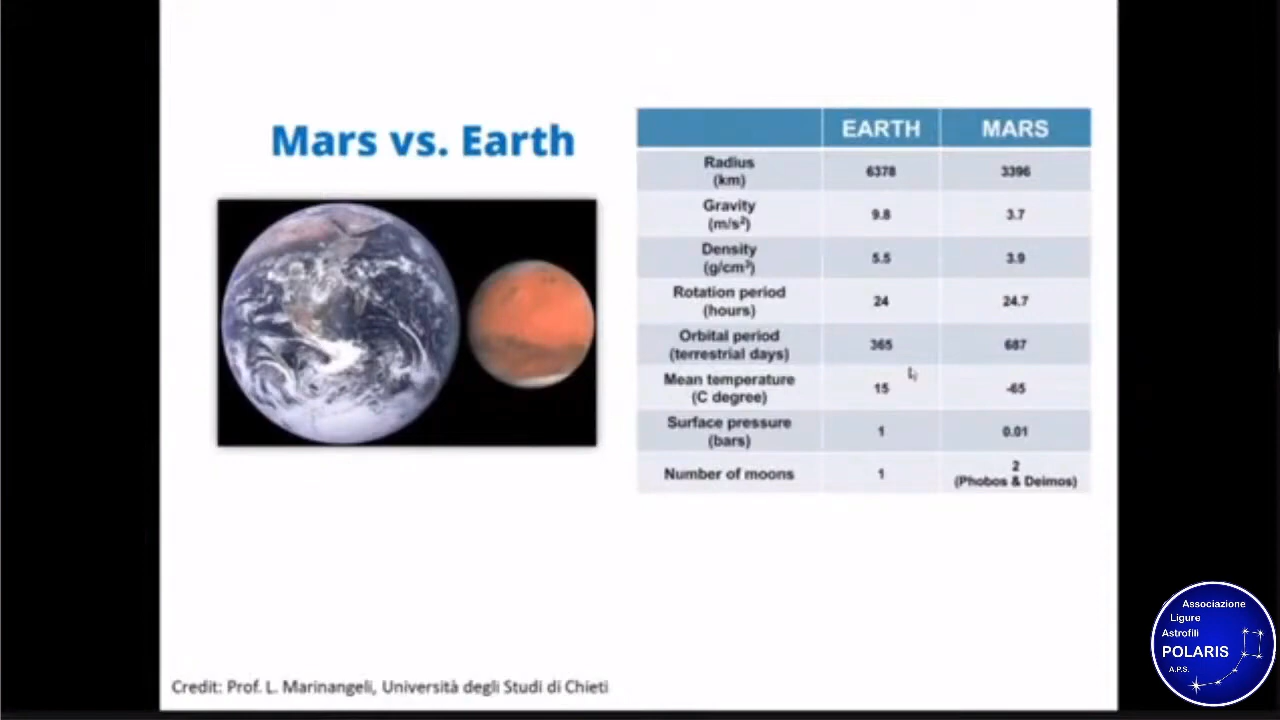 Mars vs. Earth
EARTH MARS
Radius
(km)
6378 3396
Gravity
(m/s²)
9.8 3.7
Density
(g/cm³)
5.5 3.9
Rotation period
(hours)
24 24.7
Orbital period
(terrestrial days)
365 687
Mean temperature
(C degree)
15 -65
Surface pressure
(bars)
1 0.01
Number of moons
1 2
(Phobos & Deimos)
Credit: Prof. L. Marinangeli, Università degli Studi di Chieti
Associazione
Ligure
Astrofili
POLARIS
A.P.S.